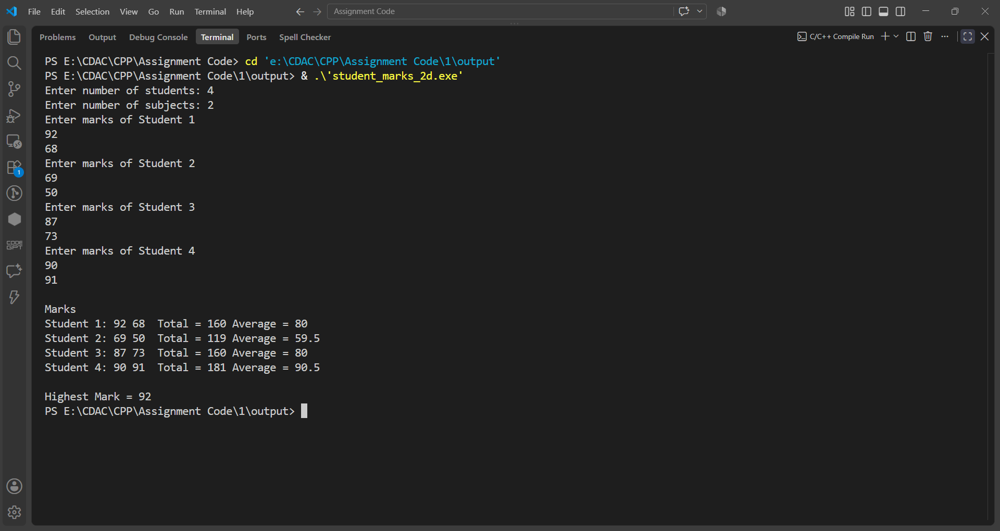 File Edit Selection View Go Run Terminal Help
Assignment Code
Problems Output Debug Console Terminal Ports Spell Checker
C/C++ Compile Run
PS E:\CDAC\CPP\Assignment Code> cd 'e:\CDAC\CPP\Assignment Code\1\output'
PS E:\CDAC\CPP\Assignment Code\1\output> & .\'student_marks_2d.exe'
Enter number of students: 4
Enter number of subjects: 2
Enter marks of Student 1
92
68
Enter marks of Student 2
69
50
Enter marks of Student 3
87
73
Enter marks of Student 4
90
91
Marks
Student 1: 92 68  Total = 160 Average = 80
Student 2: 69 50  Total = 119 Average = 59.5
Student 3: 87 73  Total = 160 Average = 80
Student 4: 90 91  Total = 181 Average = 90.5
Highest Mark = 92
PS E:\CDAC\CPP\Assignment Code\1\output>
1
CODE
GPT